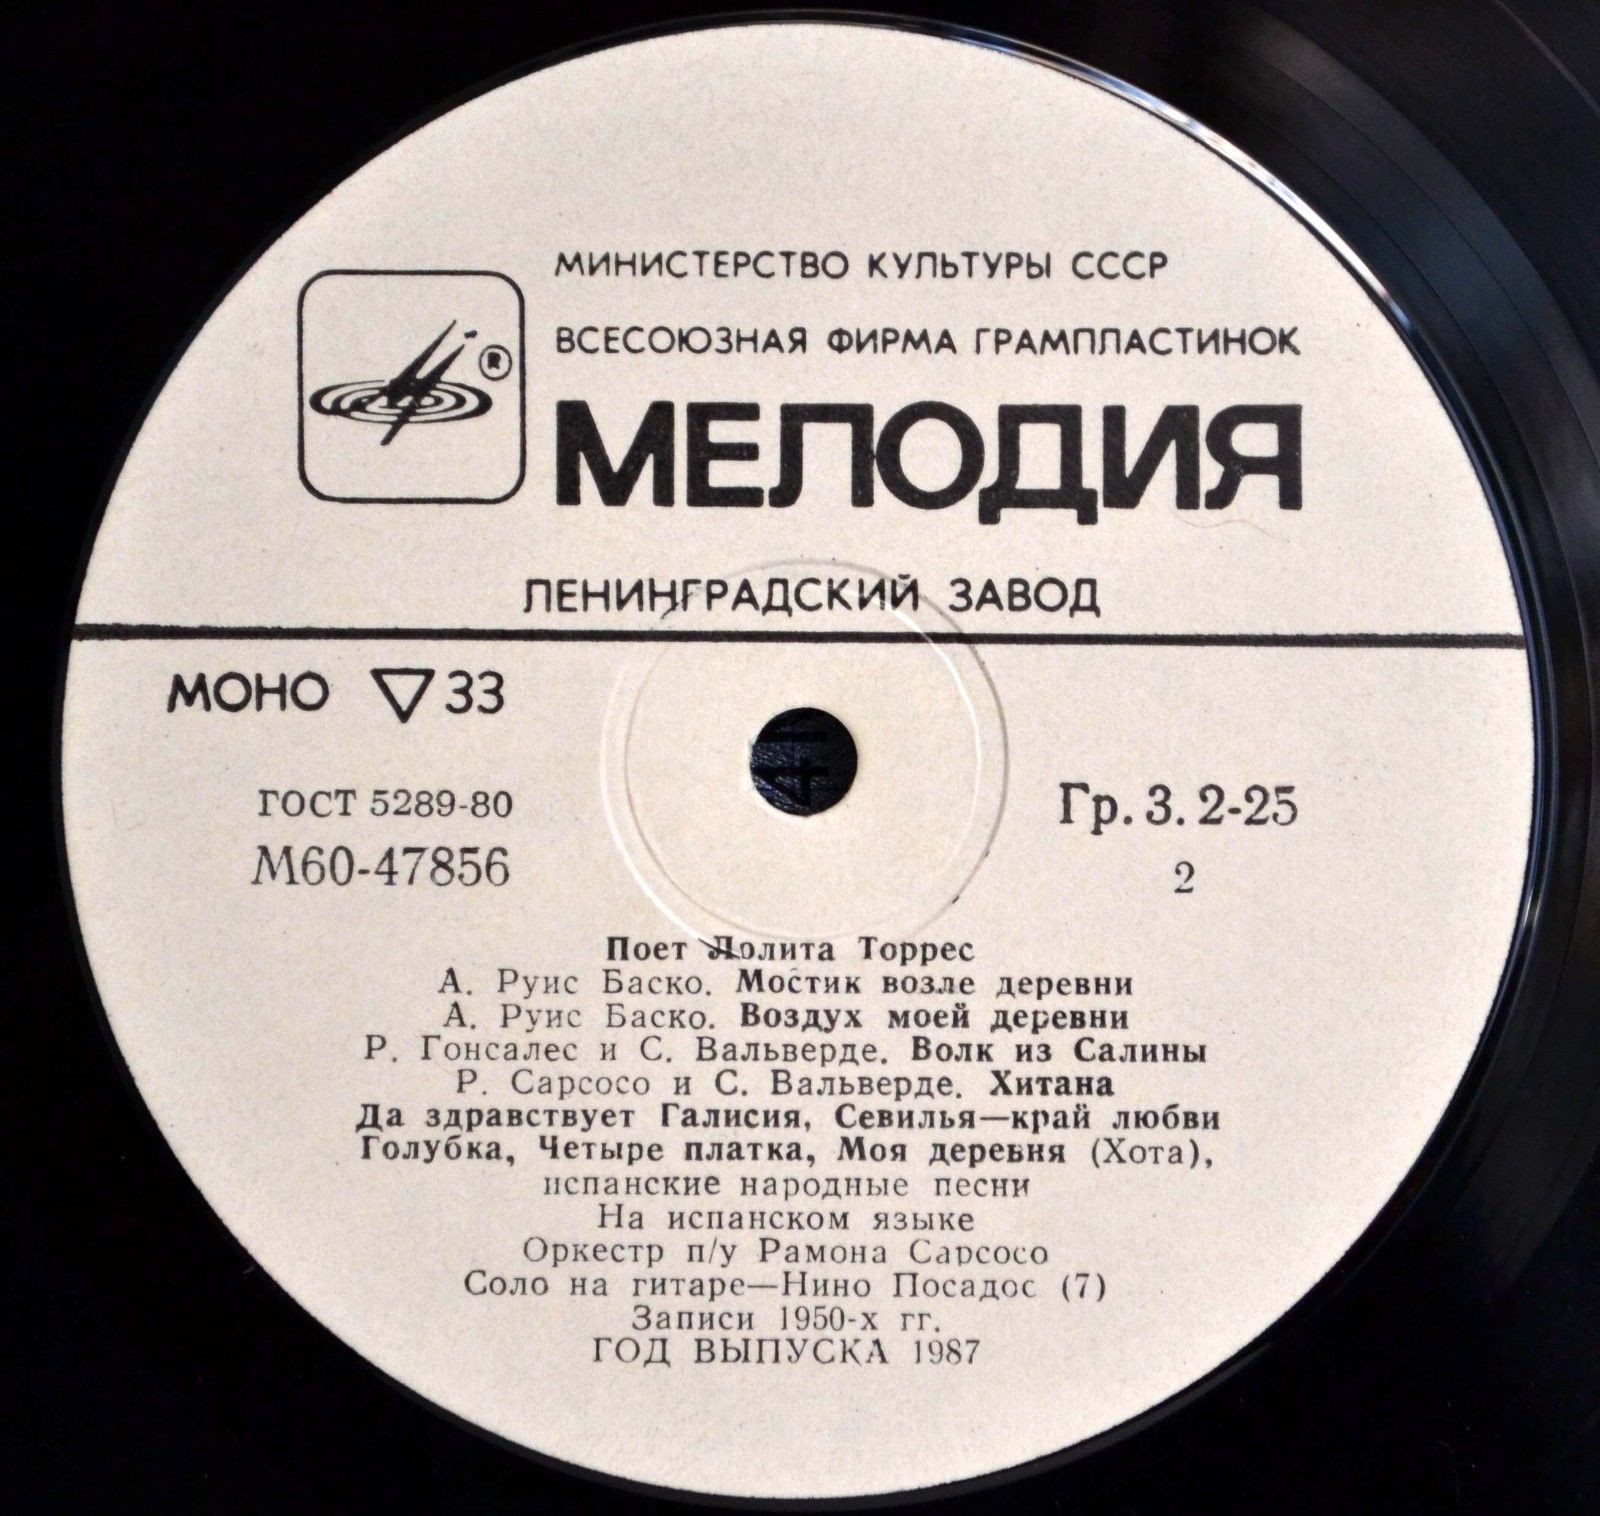 МИНИСТЕРСТВО КУЛЬТУРЫ СССР
ВСЕСОЮЗНАЯ ФИРМА ГРАМПЛАСТИНОК
®
МЕЛОДИЯ
ЛЕНИНГРАДСКИЙ ЗАВОД
МОНО ▽ 33
ГОСТ 5289-80
Гр. 3. 2-25
М60-47856
2
Поет Лолита Торрес
А. Руис Баско. Мостик возле деревни
А. Руис Баско. Воздух моей деревни
Р. Гонсалес и С. Вальверде. Волк из Салины
Р. Сарсосо и С. Вальверде. Хитана
Да здравствует Галисия, Севилья—край любви
Голубка, Четыре платка, Моя деревня (Хота),
испанские народные песни
На испанском языке
Оркестр п/у Рамона Сарсосо
Соло на гитаре—Нино Посадос (7)
Записи 1950-х гг.
ГОД ВЫПУСКА 1987